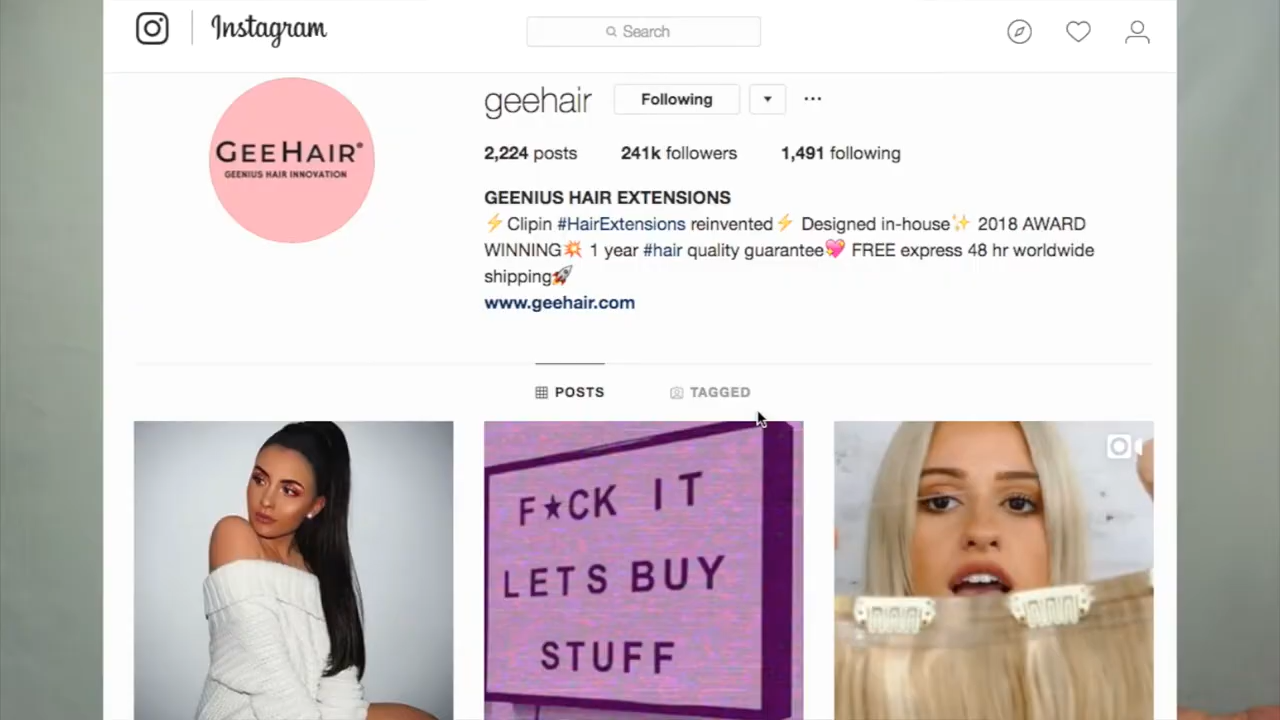 Instagram
Search
GEEHAIR®
GEENIUS HAIR INNOVATION
geehair Following
2,224 posts 241k followers 1,491 following
GEENIUS HAIR EXTENSIONS
⚡Clipin #HairExtensions reinvented⚡ Designed in-house✨ 2018 AWARD
WINNING💥 1 year #hair quality guarantee💖 FREE express 48 hr worldwide
shipping🚀
www.geehair.com
POSTS TAGGED
F★CK IT
LETS BUY
STUFF